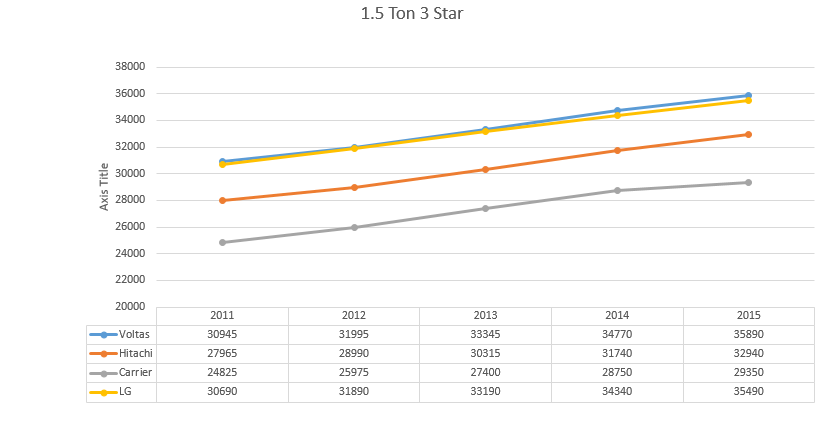 1.5 Ton 3 Star
38000
36000
34000
32000
30000
28000
26000
24000
22000
20000
Axis Title
2011 2012 2013 2014 2015
Voltas 30945 31995 33345 34770 35890
Hitachi 27965 28990 30315 31740 32940
Carrier 24825 25975 27400 28750 29350
LG 30690 31890 33190 34340 35490